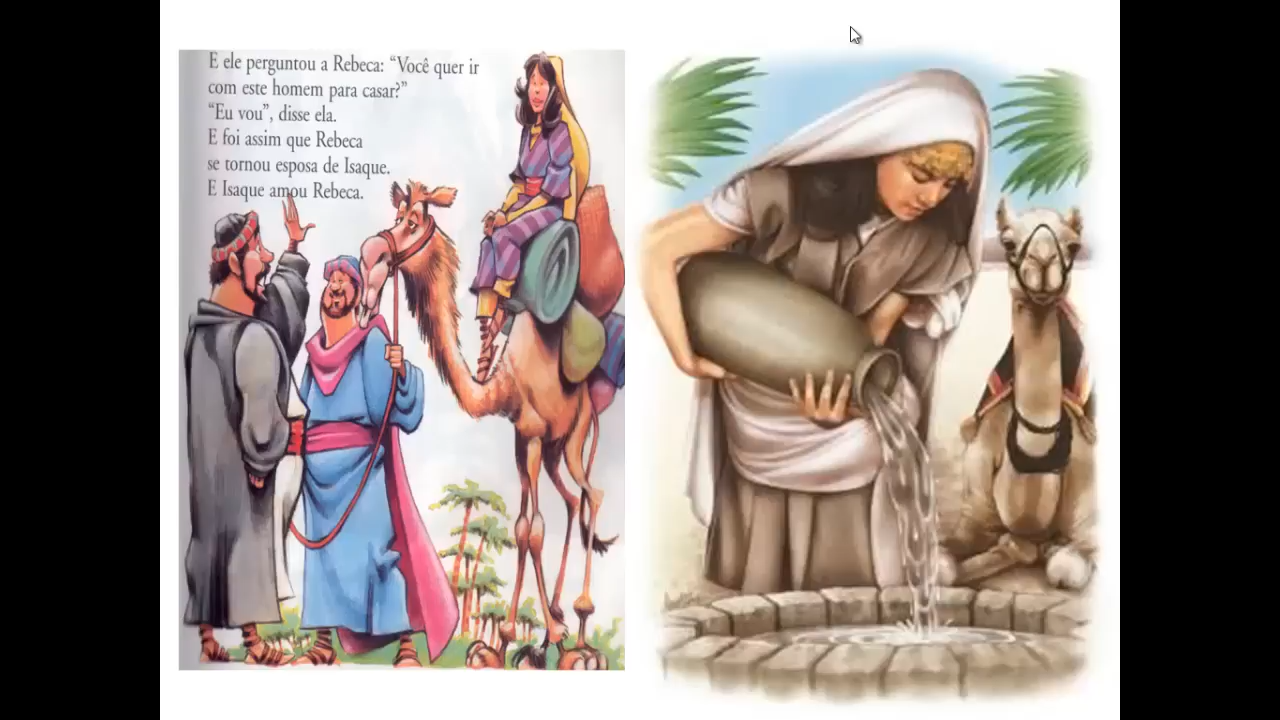 E ele perguntou a Rebeca: “Você quer ir
com este homem para casar?”
“Eu vou”, disse ela.
E foi assim que Rebeca
se tornou esposa de Isaque.
E Isaque amou Rebeca.